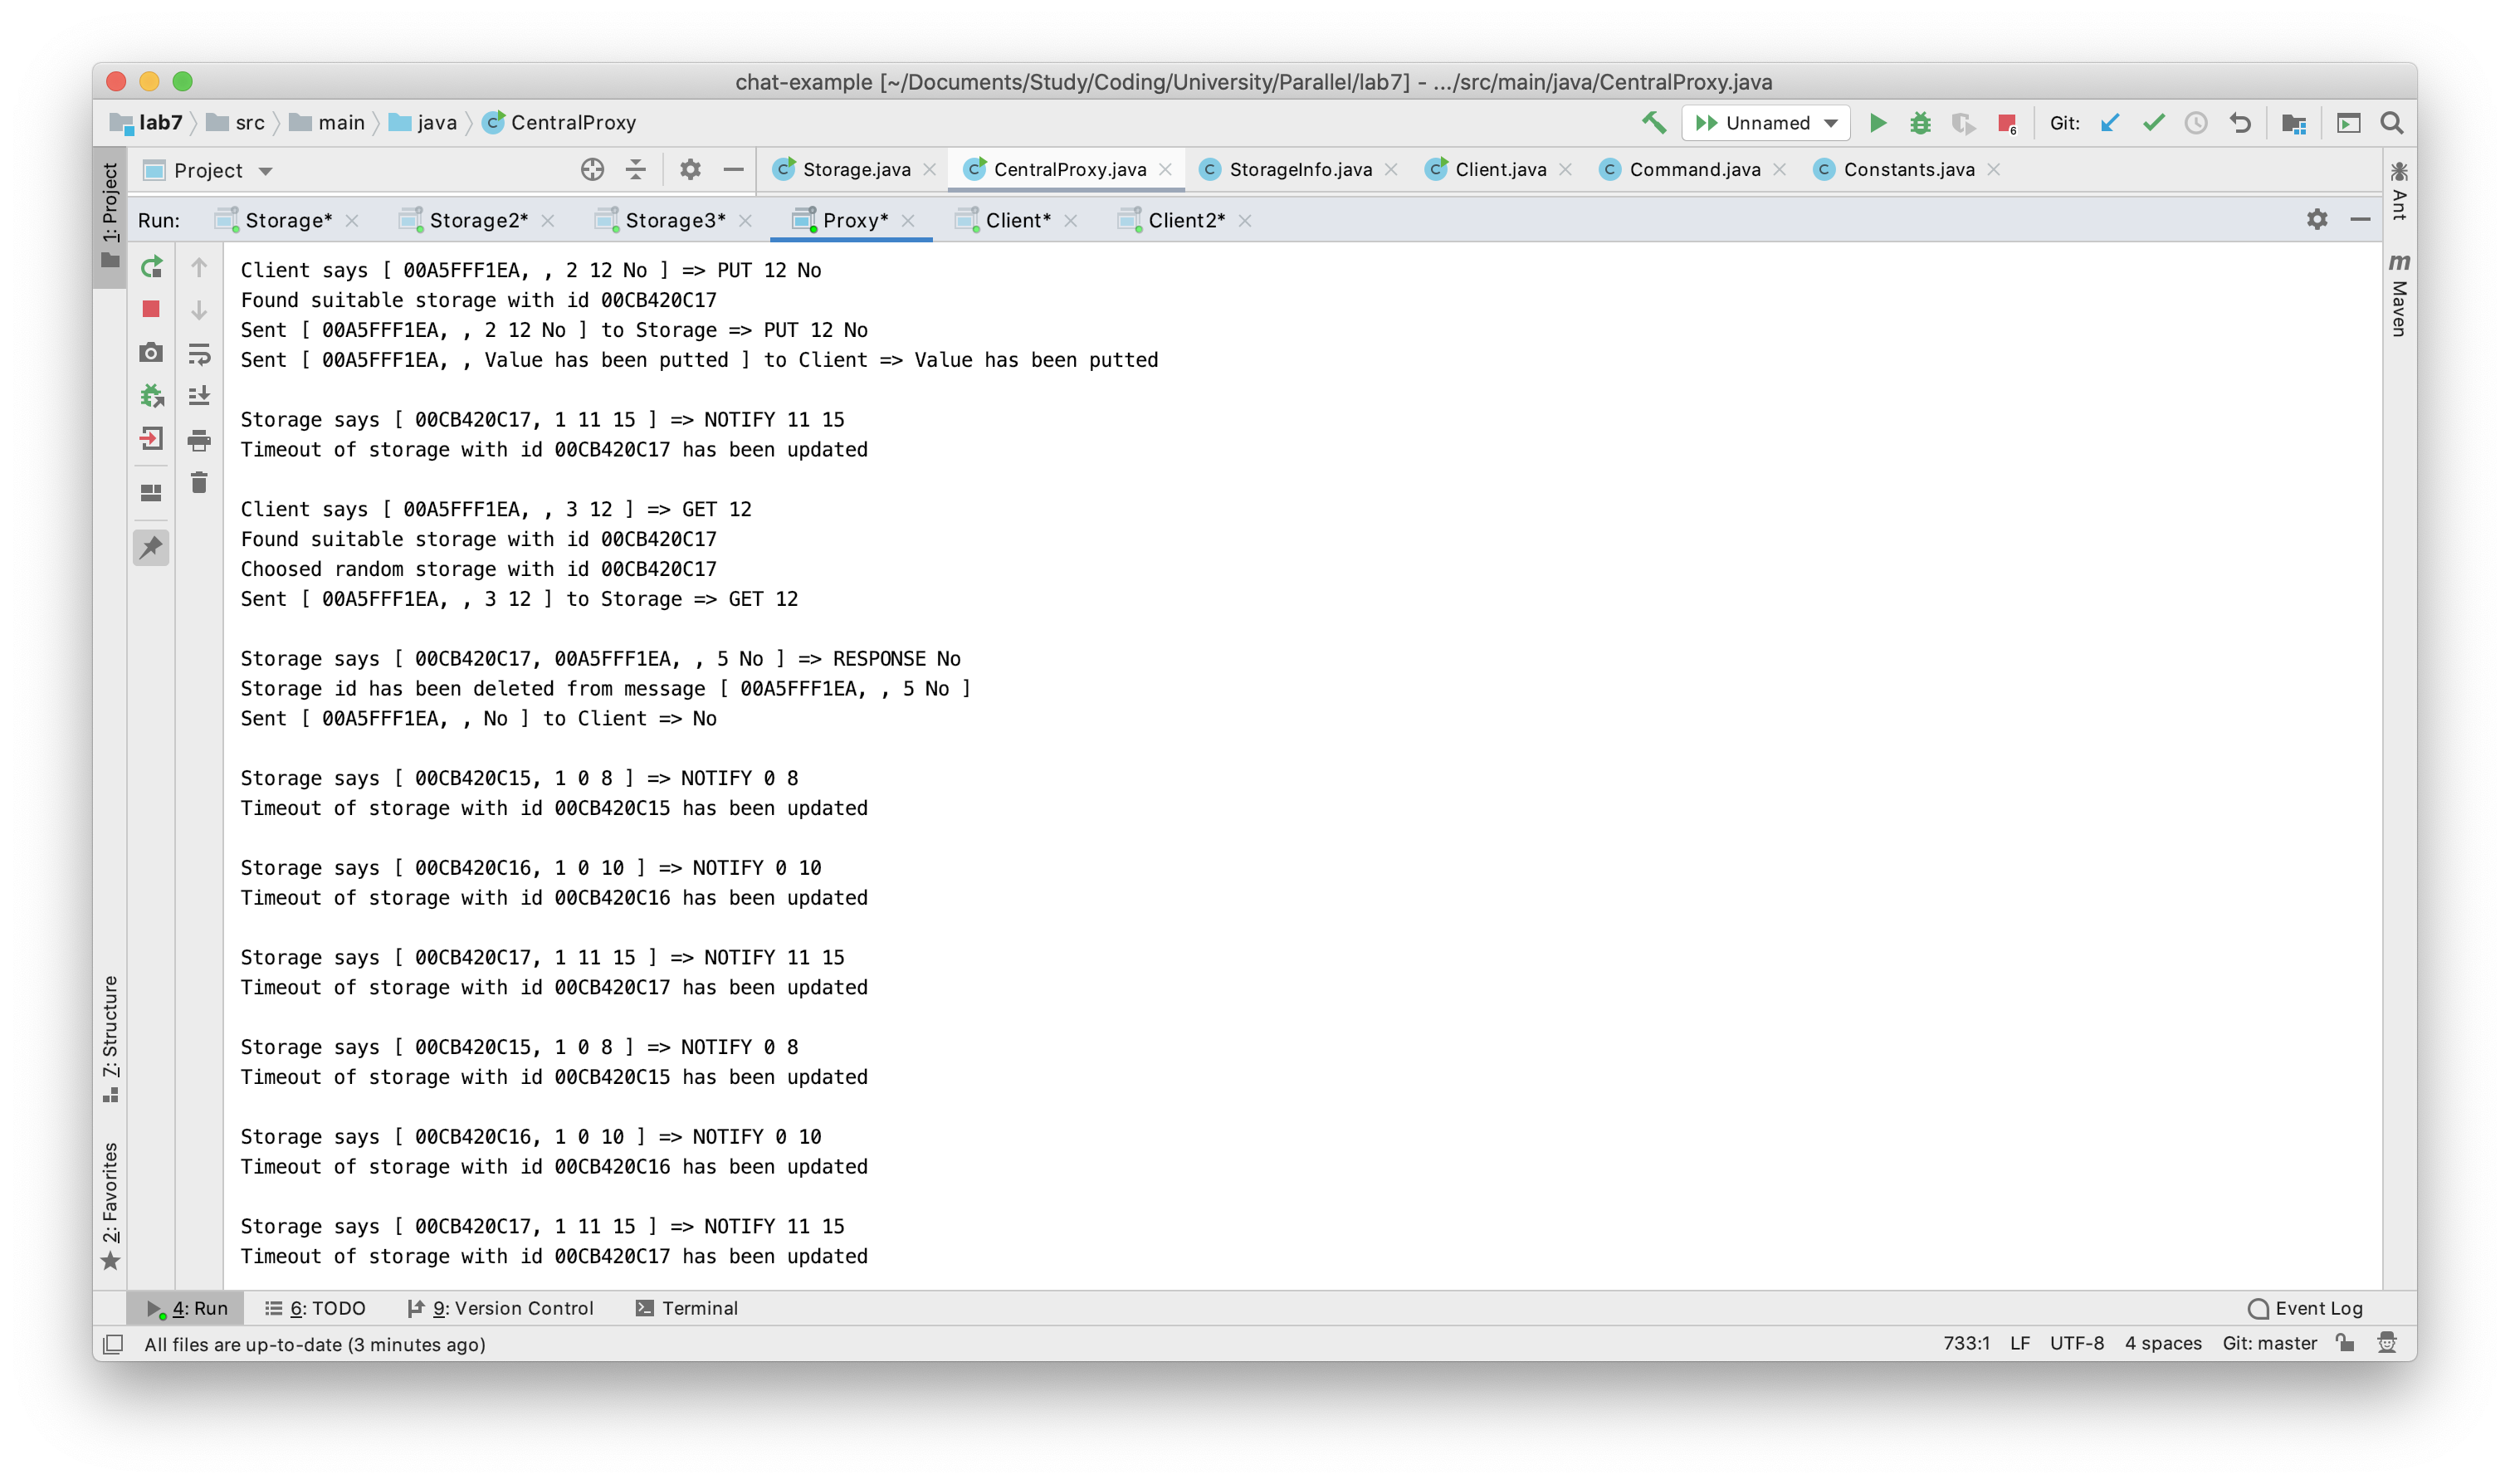 chat-example [~/Documents/Study/Coding/University/Parallel/lab7] - .../src/main/java/CentralProxy.java
lab7 src main java CentralProxy Unnamed 6 Git:
1: Project
Project
Storage.java CentralProxy.java StorageInfo.java Client.java Command.java Constants.java
Ant
Maven
Run: Storage* Storage2* Storage3* Proxy* Client* Client2*
Client says [ 00A5FFF1EA, , 2 12 No ] => PUT 12 No
Found suitable storage with id 00CB420C17
Sent [ 00A5FFF1EA, , 2 12 No ] to Storage => PUT 12 No
Sent [ 00A5FFF1EA, , Value has been putted ] to Client => Value has been putted
Storage says [ 00CB420C17, 1 11 15 ] => NOTIFY 11 15
Timeout of storage with id 00CB420C17 has been updated
Client says [ 00A5FFF1EA, , 3 12 ] => GET 12
Found suitable storage with id 00CB420C17
Choosed random storage with id 00CB420C17
Sent [ 00A5FFF1EA, , 3 12 ] to Storage => GET 12
Storage says [ 00CB420C17, 00A5FFF1EA, , 5 No ] => RESPONSE No
Storage id has been deleted from message [ 00A5FFF1EA, , 5 No ]
Sent [ 00A5FFF1EA, , No ] to Client => No
Storage says [ 00CB420C15, 1 0 8 ] => NOTIFY 0 8
Timeout of storage with id 00CB420C15 has been updated
Storage says [ 00CB420C16, 1 0 10 ] => NOTIFY 0 10
Timeout of storage with id 00CB420C16 has been updated
Storage says [ 00CB420C17, 1 11 15 ] => NOTIFY 11 15
Timeout of storage with id 00CB420C17 has been updated
Storage says [ 00CB420C15, 1 0 8 ] => NOTIFY 0 8
Timeout of storage with id 00CB420C15 has been updated
Storage says [ 00CB420C16, 1 0 10 ] => NOTIFY 0 10
Timeout of storage with id 00CB420C16 has been updated
Storage says [ 00CB420C17, 1 11 15 ] => NOTIFY 11 15
Timeout of storage with id 00CB420C17 has been updated
7: Structure
2: Favorites
4: Run 6: TODO 9: Version Control Terminal Event Log
All files are up-to-date (3 minutes ago) 733:1 LF UTF-8 4 spaces Git: master